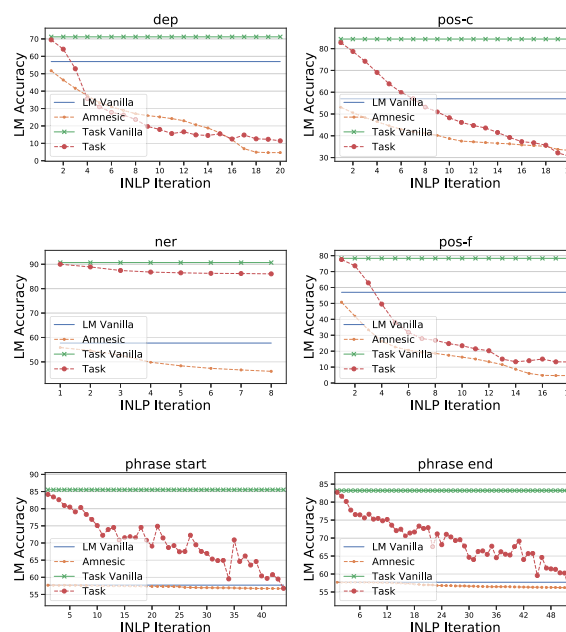 dep
70
60
50
40
30
20
10
0
LM Accuracy
LM Vanilla
Amnesic
Task Vanilla
Task
2 4 6 8 10 12 14 16 18 20
INLP Iteration
pos-c
80
70
60
50
40
30
LM Accuracy
LM Vanilla
Amnesic
Task Vanilla
Task
2 4 6 8 10 12 14 16 18
INLP Iteration
ner
90
80
70
60
50
LM Accuracy
LM Vanilla
Amnesic
Task Vanilla
Task
1 2 3 4 5 6 7 8
INLP Iteration
pos-f
80
70
60
50
40
30
20
10
0
LM Accuracy
LM Vanilla
Amnesic
Task Vanilla
Task
2 4 6 8 10 12 14 16
INLP Iteration
phrase start
90
85
80
75
70
65
60
55
LM Accuracy
LM Vanilla
Amnesic
Task Vanilla
Task
5 10 15 20 25 30 35 40
INLP Iteration
phrase end
85
80
75
70
65
60
55
LM Accuracy
LM Vanilla
Amnesic
Task Vanilla
Task
6 12 18 24 30 36 42 48
INLP Iteration